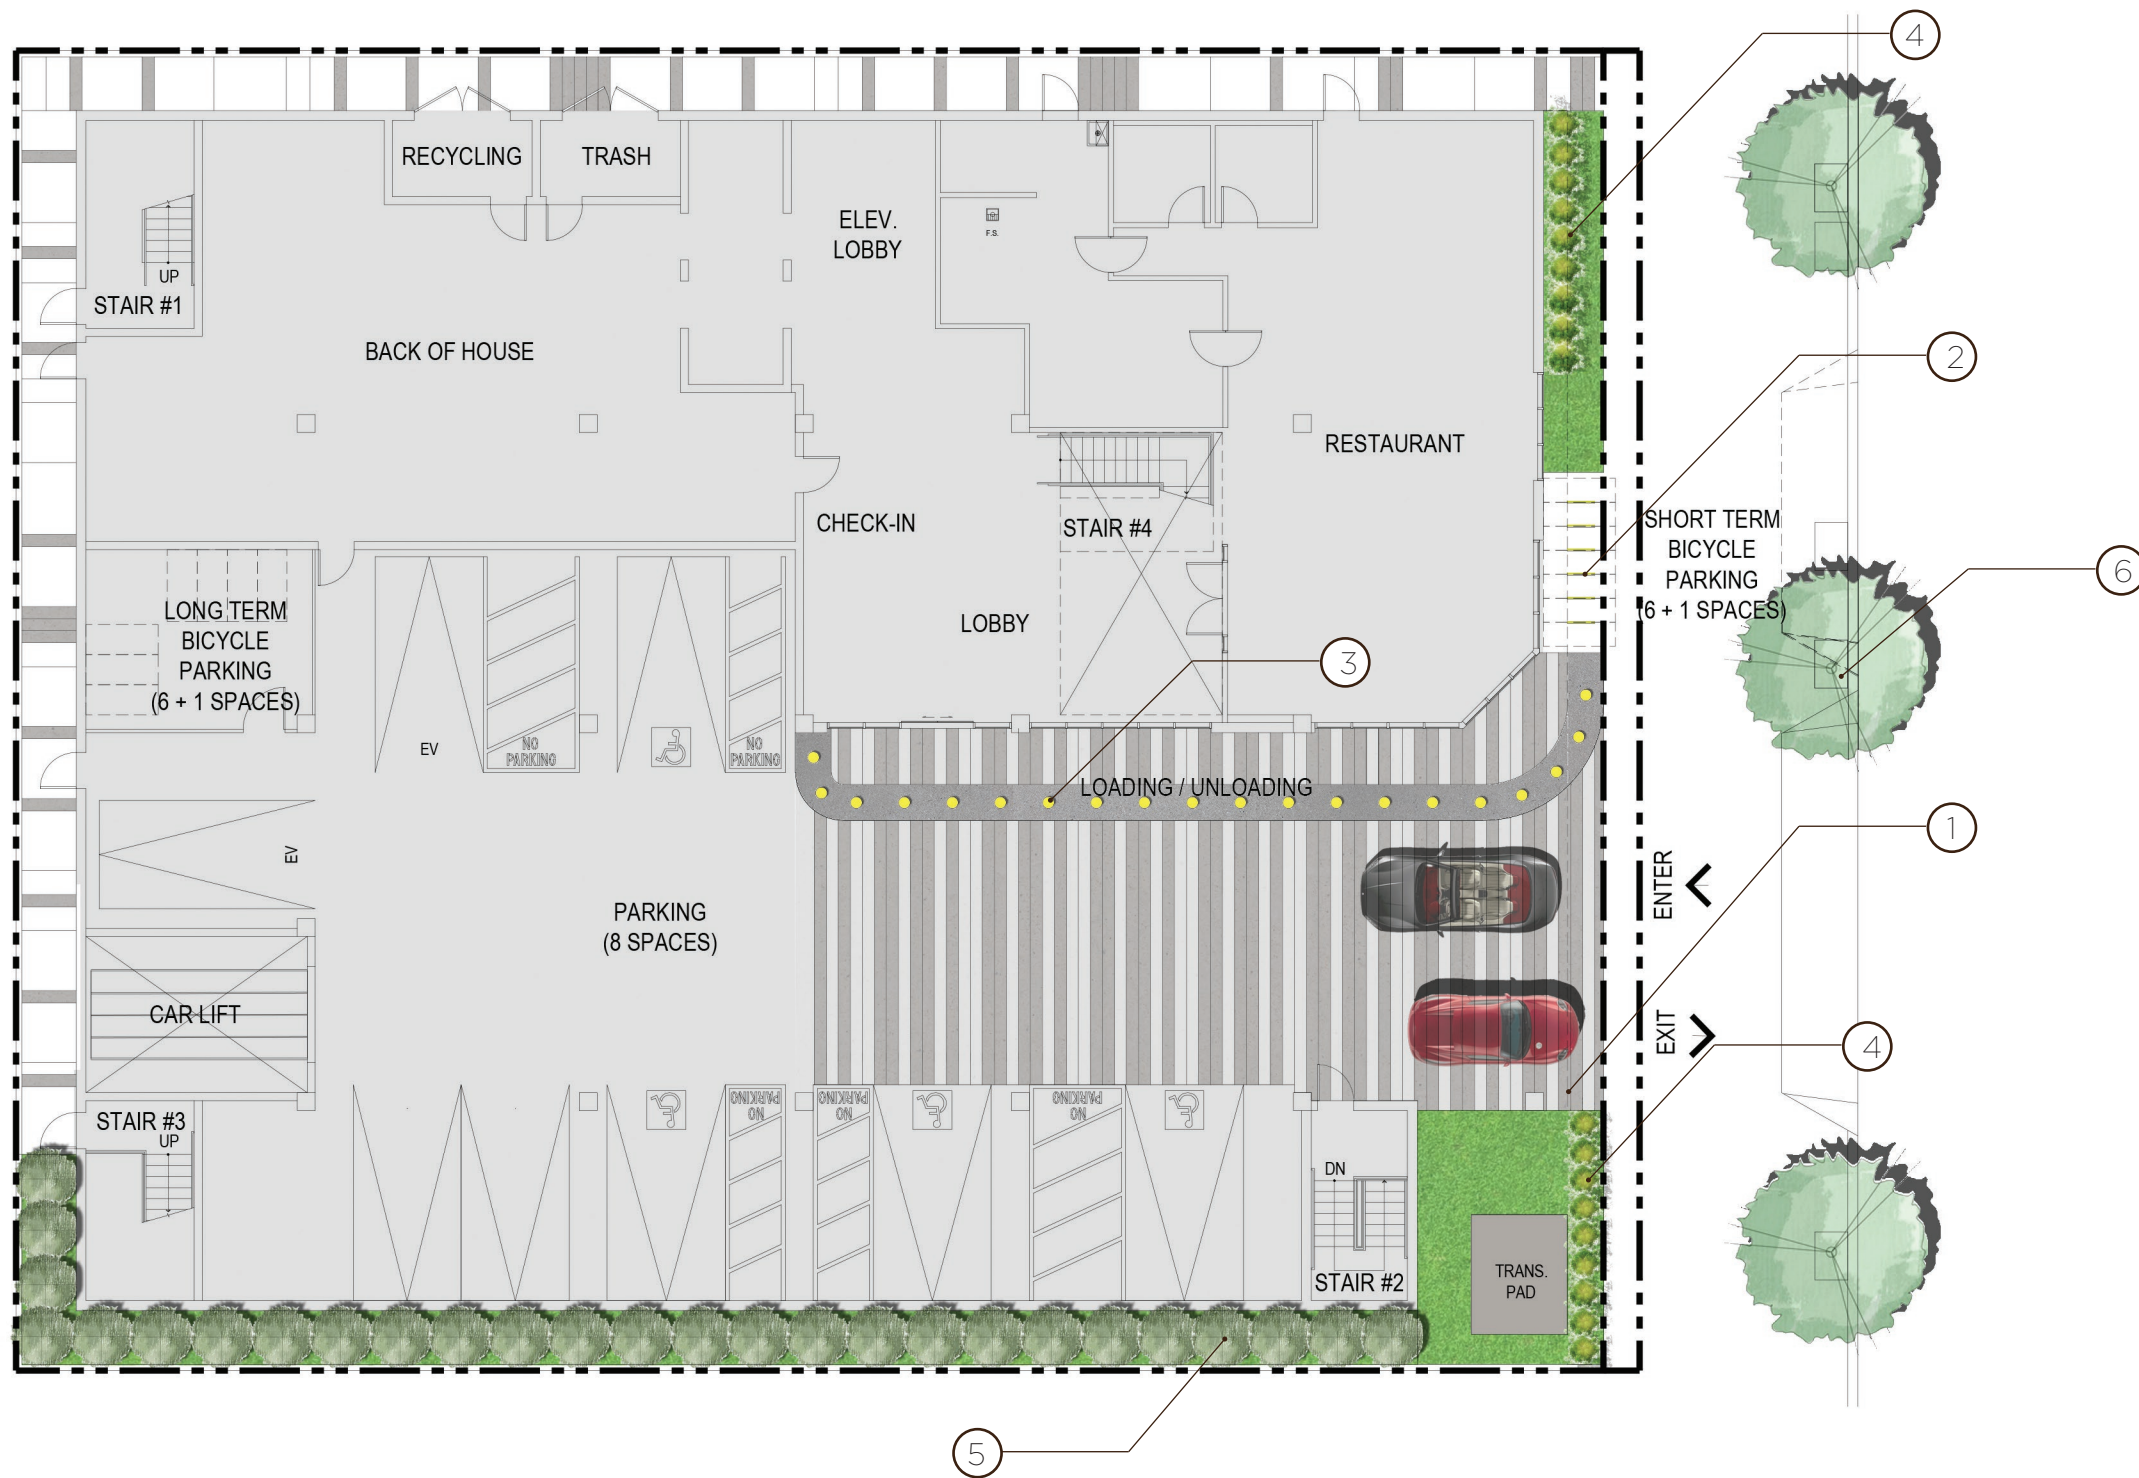 4
RECYCLING
TRASH
ELEV.
LOBBY
F.S.
UP
STAIR #1
BACK OF HOUSE
2
RESTAURANT
CHECK-IN
STAIR #4
SHORT TERM
BICYCLE
PARKING
(6 + 1 SPACES)
6
LONG TERM
BICYCLE
PARKING
(6 + 1 SPACES)
LOBBY
3
EV
NO
PARKING
NO
PARKING
LOADING / UNLOADING
1
EV
ENTER
PARKING
(8 SPACES)
CAR LIFT
EXIT
4
STAIR #3
UP
NO
PARKING
NO
PARKING
NO
PARKING
DN
STAIR #2
TRANS.
PAD
5